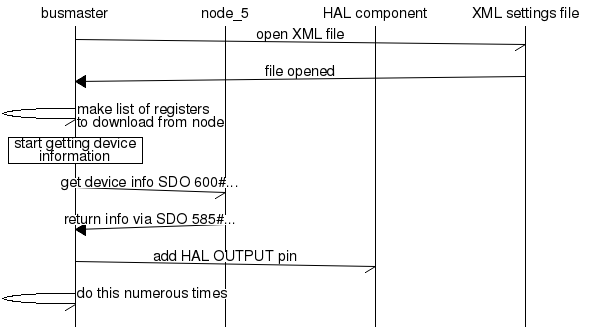 busmaster
node_5
HAL component
XML settings file
open XML file
file opened
make list of registers
to download from node
start getting device
information
get device info SDO 600#...
return info via SDO 585#...
add HAL OUTPUT pin
do this numerous times